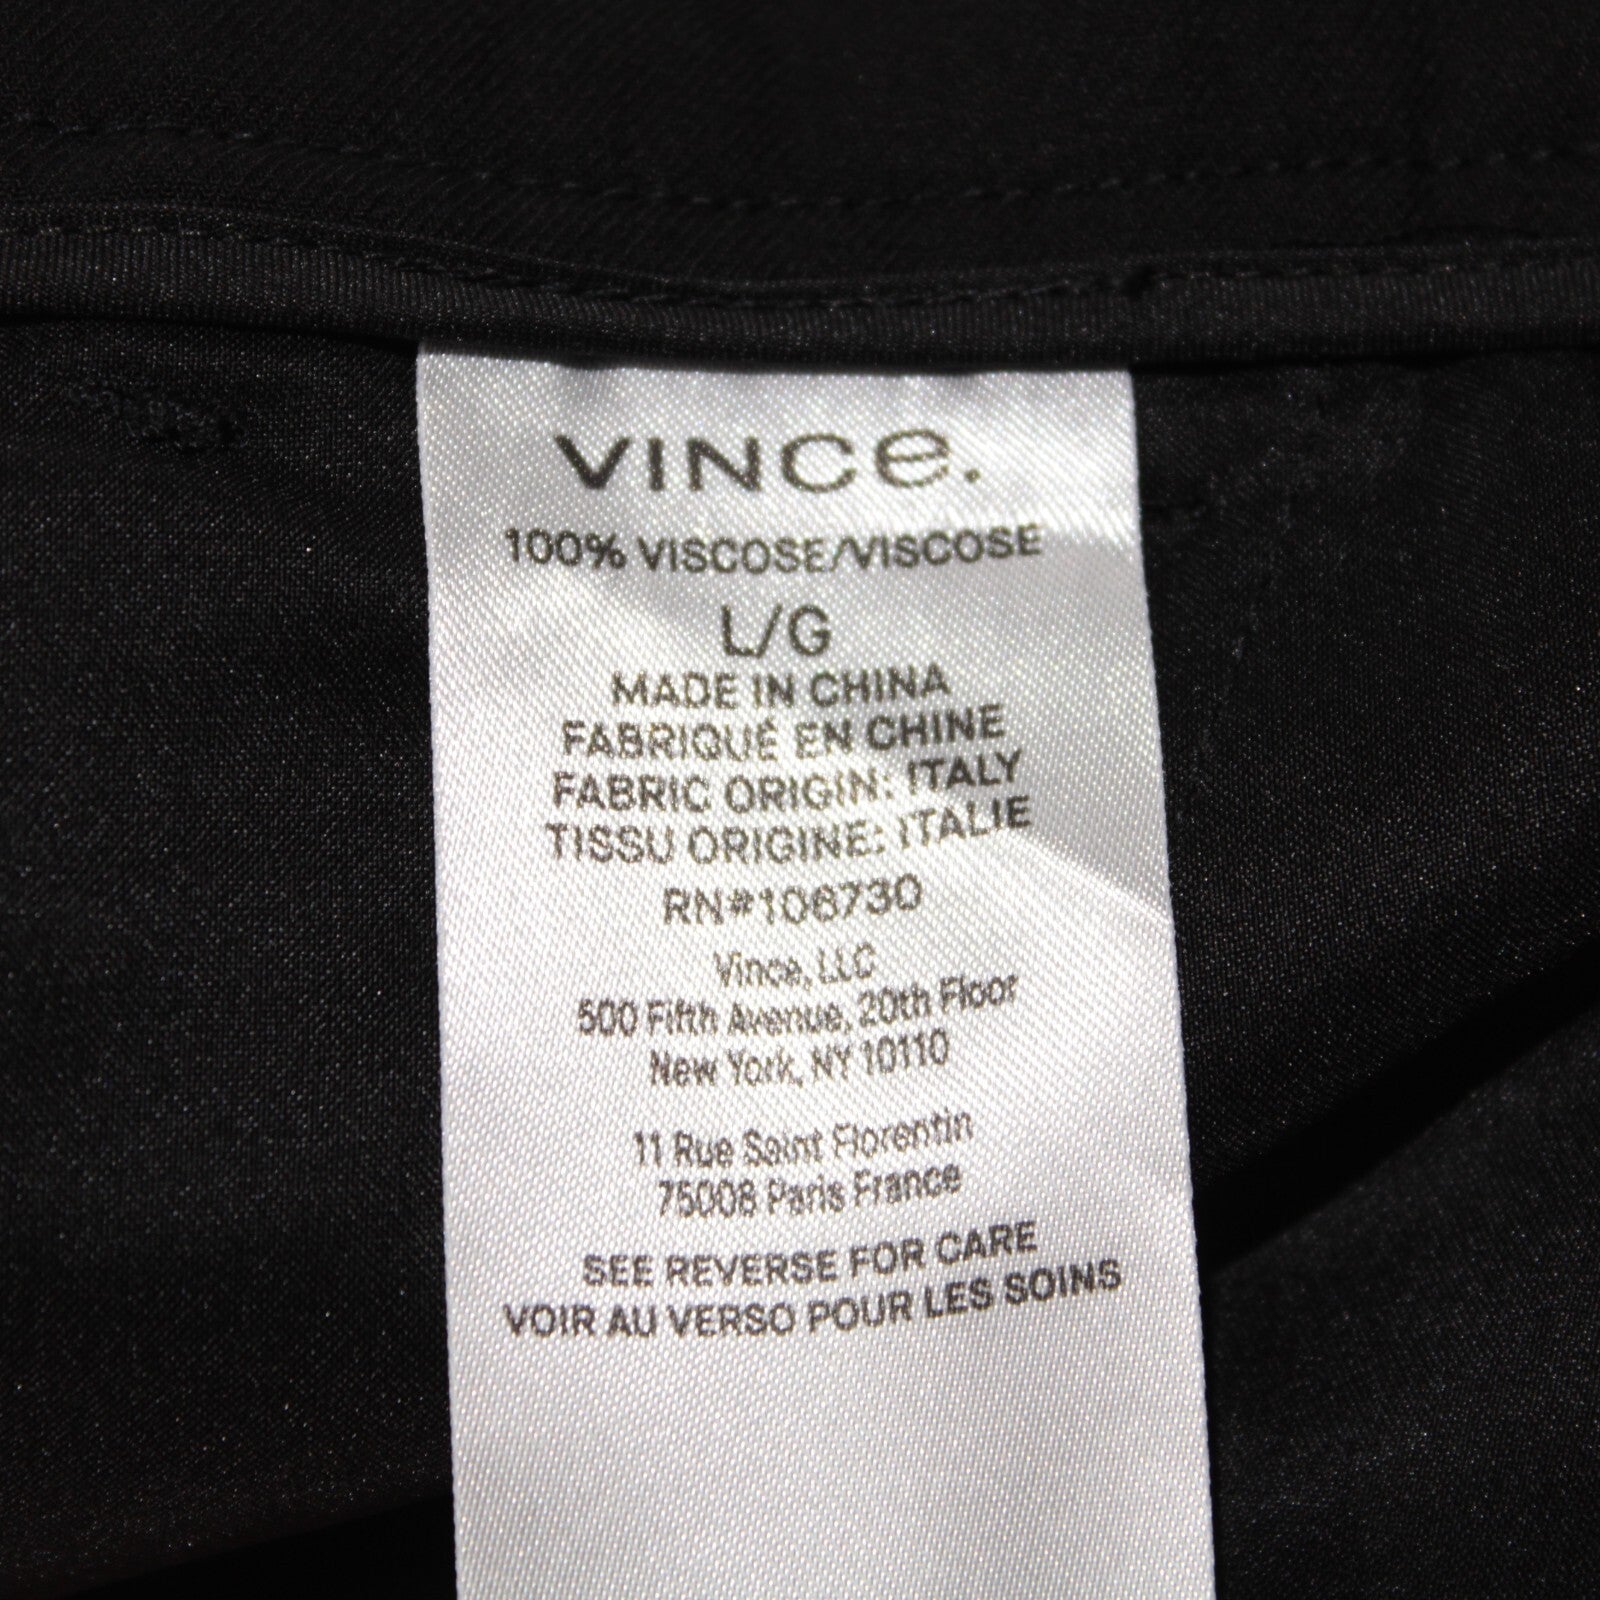 VINCe.
100% VISCOSE/VISCOSE
L/G
MADE IN CHINA
FABRIQUÉ EN CHINE
FABRIC ORIGIN: ITALY
TISSU ORIGINE: ITALIE
RN#106730
Vince, LLC
500 Fifth Avenue, 20th Floor
New York, NY 10110
11 Rue Saint Florentin
75008 Paris France
SEE REVERSE FOR CARE
VOIR AU VERSO POUR LES SOINS